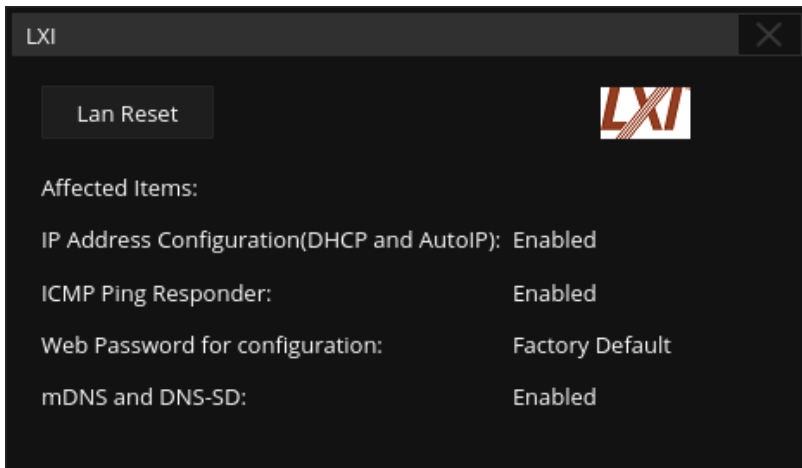 LXI
Lan Reset
LXI
Affected Items:
IP Address Configuration(DHCP and AutoIP): Enabled
ICMP Ping Responder: Enabled
Web Password for configuration: Factory Default
mDNS and DNS-SD: Enabled